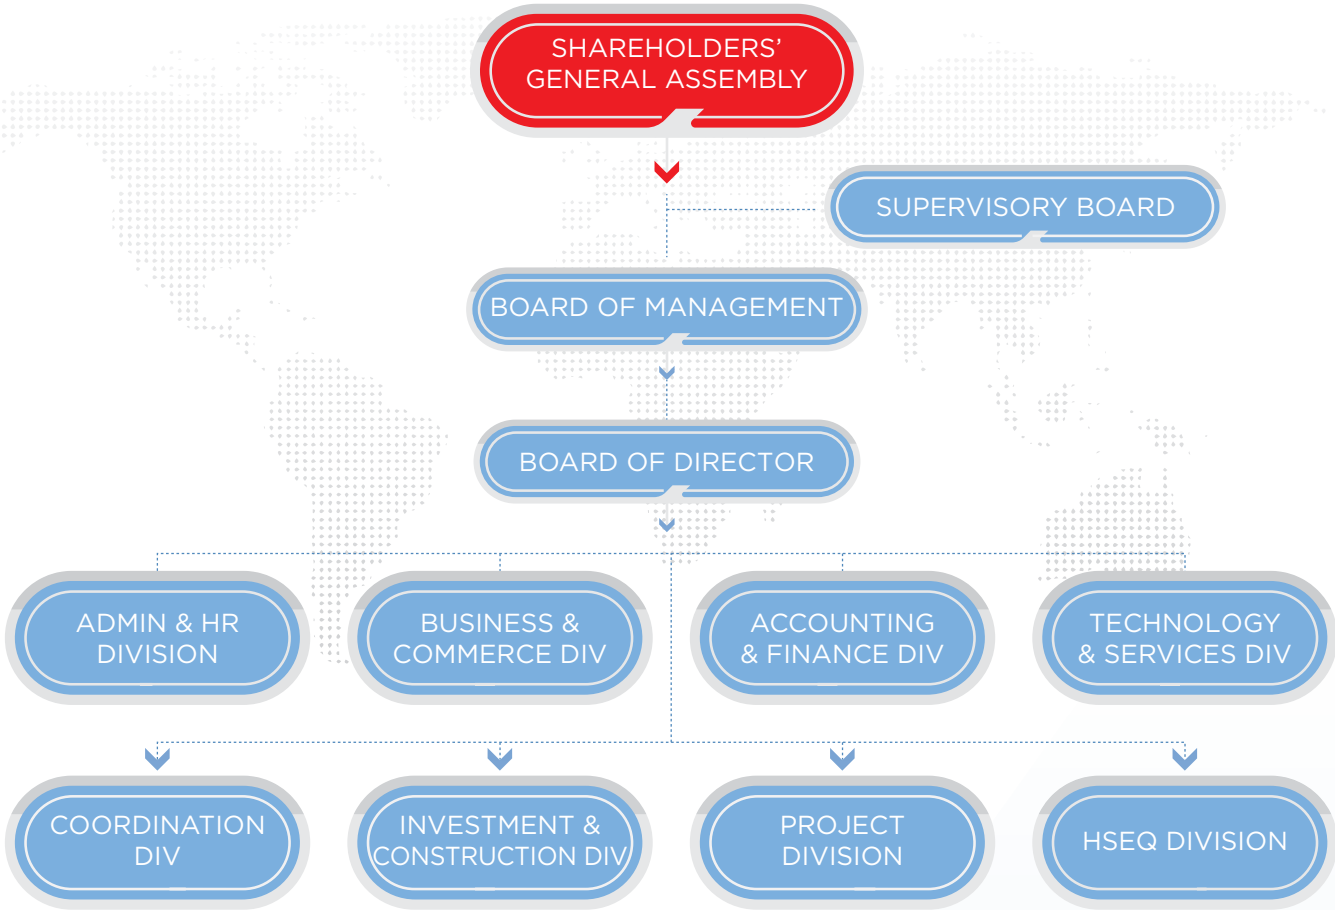 SHAREHOLDERS'
GENERAL ASSEMBLY
SUPERVISORY BOARD
BOARD OF MANAGEMENT
BOARD OF DIRECTOR
ADMIN & HR
DIVISION
BUSINESS &
COMMERCE DIV
ACCOUNTING
& FINANCE DIV
TECHNOLOGY
& SERVICES DIV
COORDINATION
DIV
INVESTMENT &
CONSTRUCTION DIV
PROJECT
DIVISION
HSEQ DIVISION